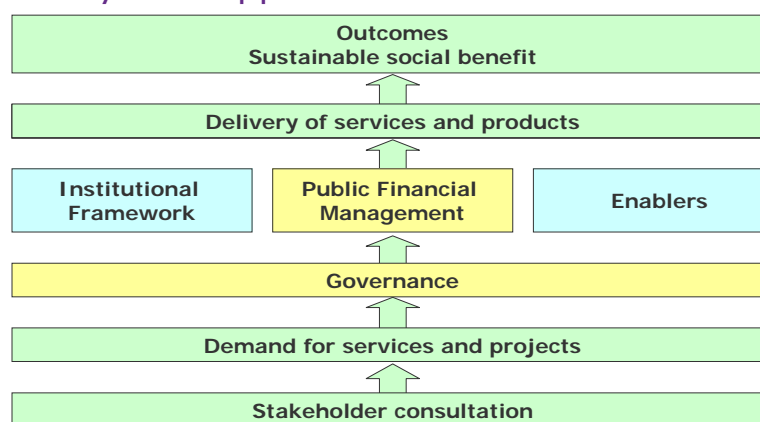 Outcomes
Sustainable social benefit
Delivery of services and products
Institutional
Framework
Public Financial
Management
Enablers
Governance
Demand for services and projects
Stakeholder consultation